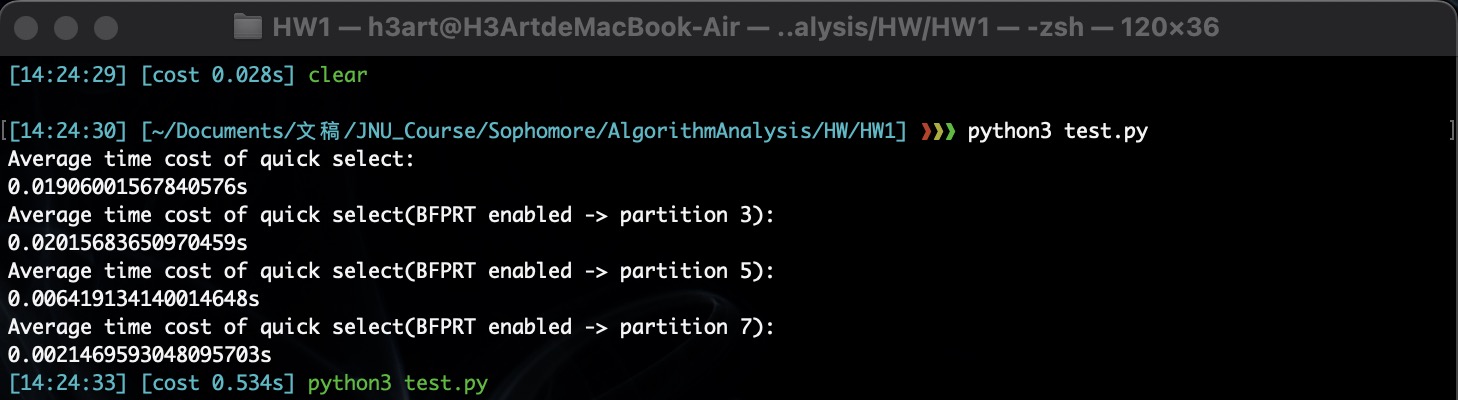 HW1 — h3art@H3ArtdeMacBook-Air — ..alysis/HW/HW1 — -zsh — 120×36
[14:24:29] [cost 0.028s] clear
[[14:24:30] [~/Documents/文稿/JNU_Course/Sophomore/AlgorithmAnalysis/HW/HW1] ❯❯❯ python3 test.py ]
Average time cost of quick select:
0.01906001567840576s
Average time cost of quick select(BFPRT enabled -> partition 3):
0.02015683650970459s
Average time cost of quick select(BFPRT enabled -> partition 5):
0.006419134140014648s
Average time cost of quick select(BFPRT enabled -> partition 7):
0.0021469593048095703s
[14:24:33] [cost 0.534s] python3 test.py